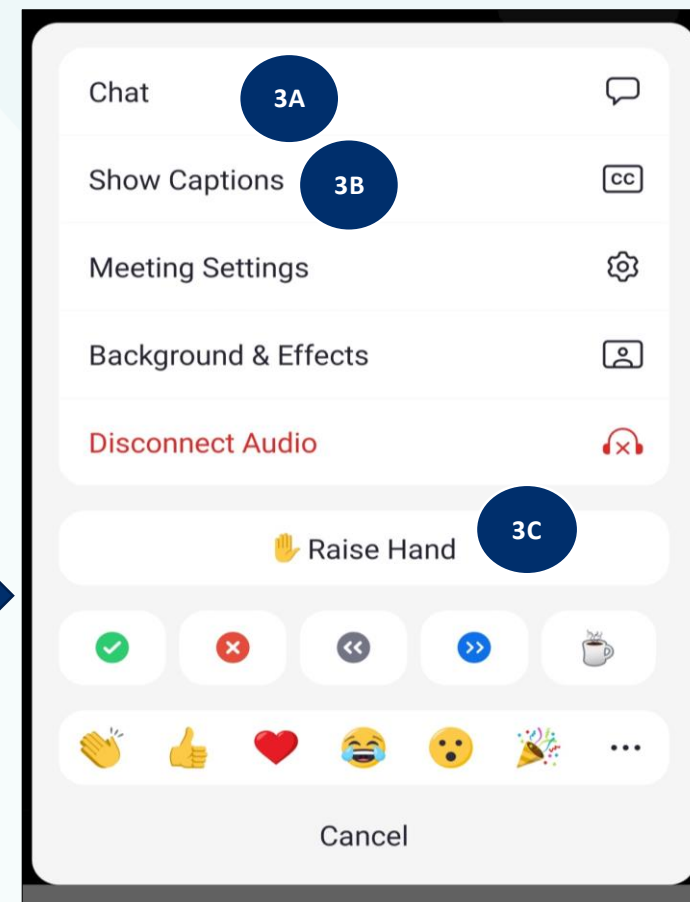 Chat 3A
Show Captions 3B CC
Meeting Settings
Background & Effects
Disconnect Audio
Raise Hand 3C
Cancel